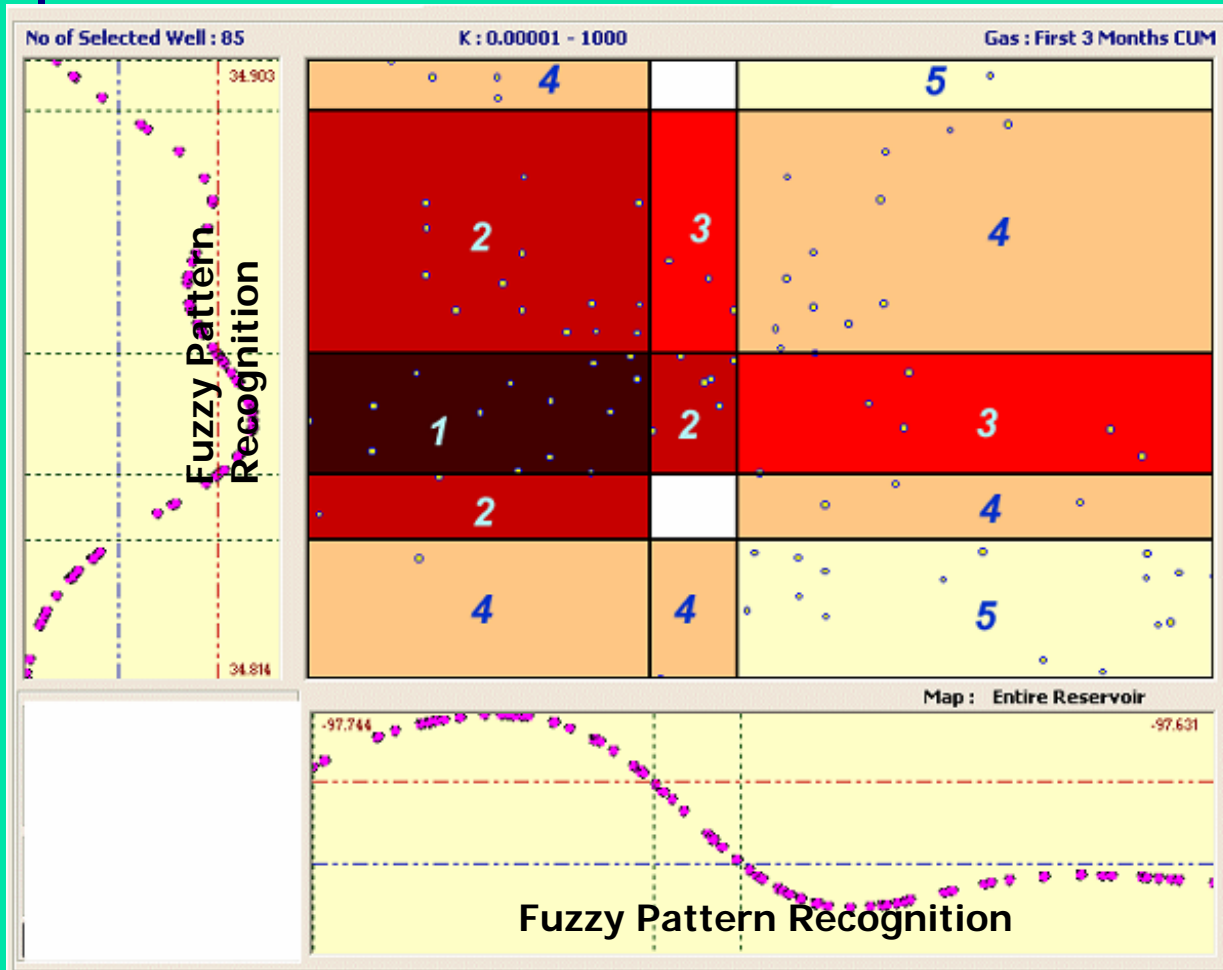 No of Selected Well : 85
K : 0.00001 - 1000
Gas : First 3 Months CUM
34.903
Fuzzy Pattern
Recognition
34.814
4
5
2
3
4
1
2
3
2
4
4
4
5
Map : Entire Reservoir
-97.744
-97.631
Fuzzy Pattern Recognition